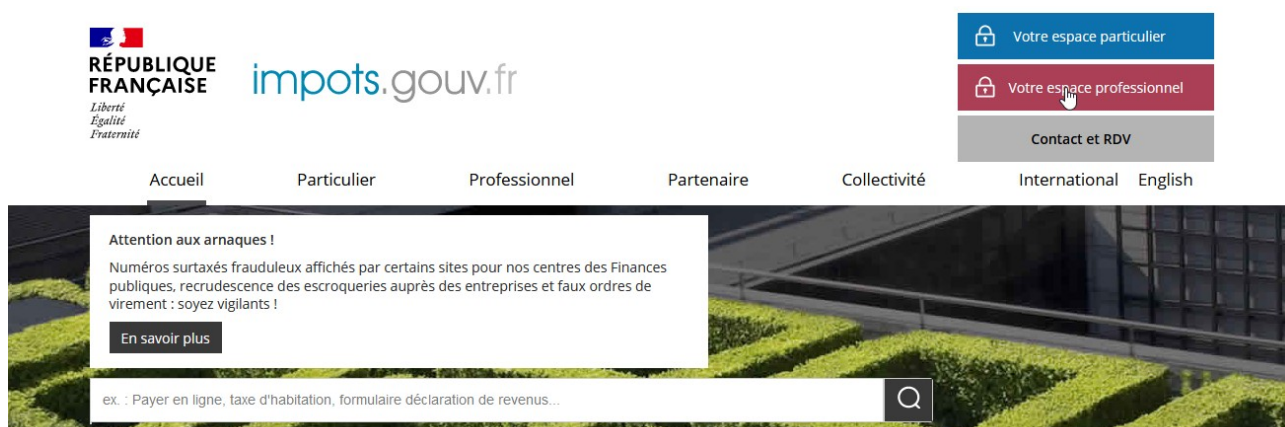 RÉPUBLIQUE
FRANÇAISE
Liberté
Égalité
Fraternité
impots.gouv.fr
Votre espace particulier
Votre espace professionnel
Contact et RDV
Accueil Particulier Professionnel Partenaire Collectivité International English
Attention aux arnaques !
Numéros surtaxés frauduleux affichés par certains sites pour nos centres des Finances
publiques, recrudescence des escroqueries auprès des entreprises et faux ordres de
virement : soyez vigilants !
En savoir plus
ex. : Payer en ligne, taxe d'habitation, formulaire déclaration de revenus...